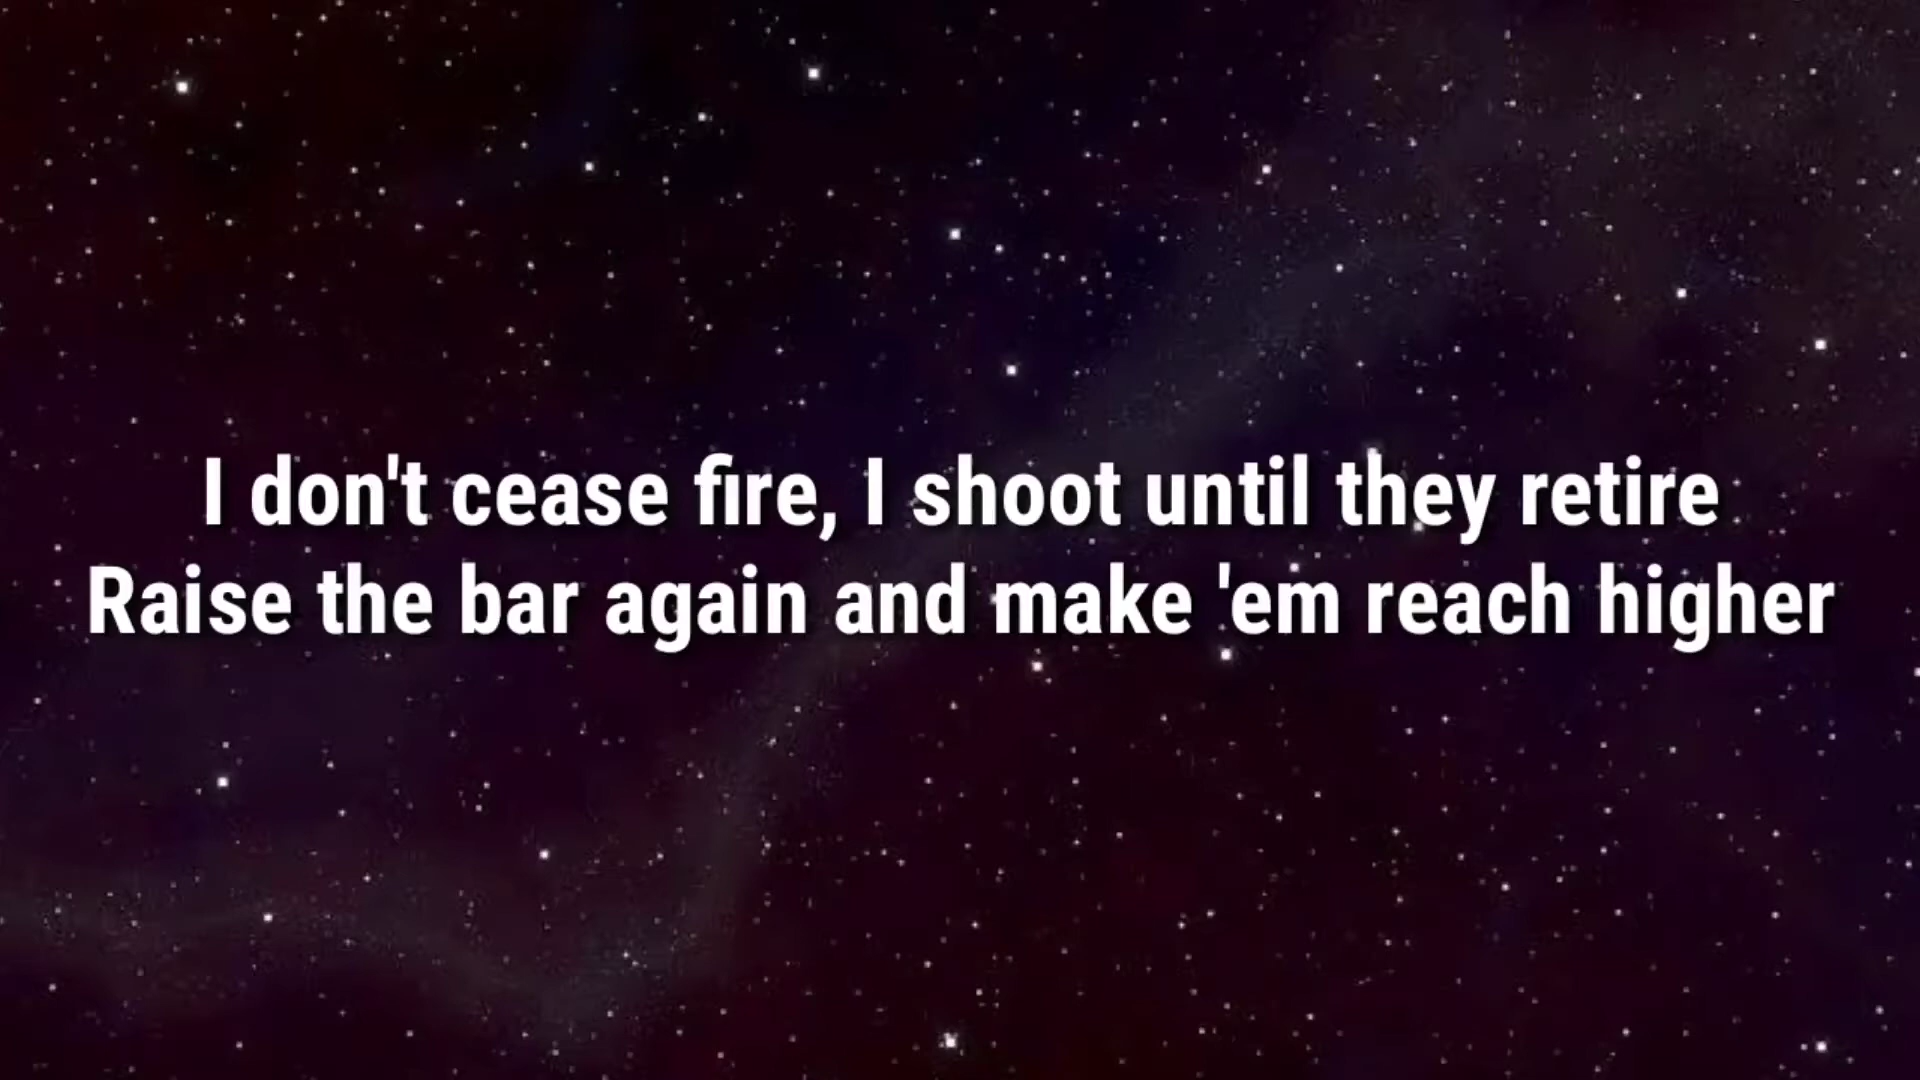 I don't cease fire, I shoot until they retire
Raise the bar again and make 'em reach higher